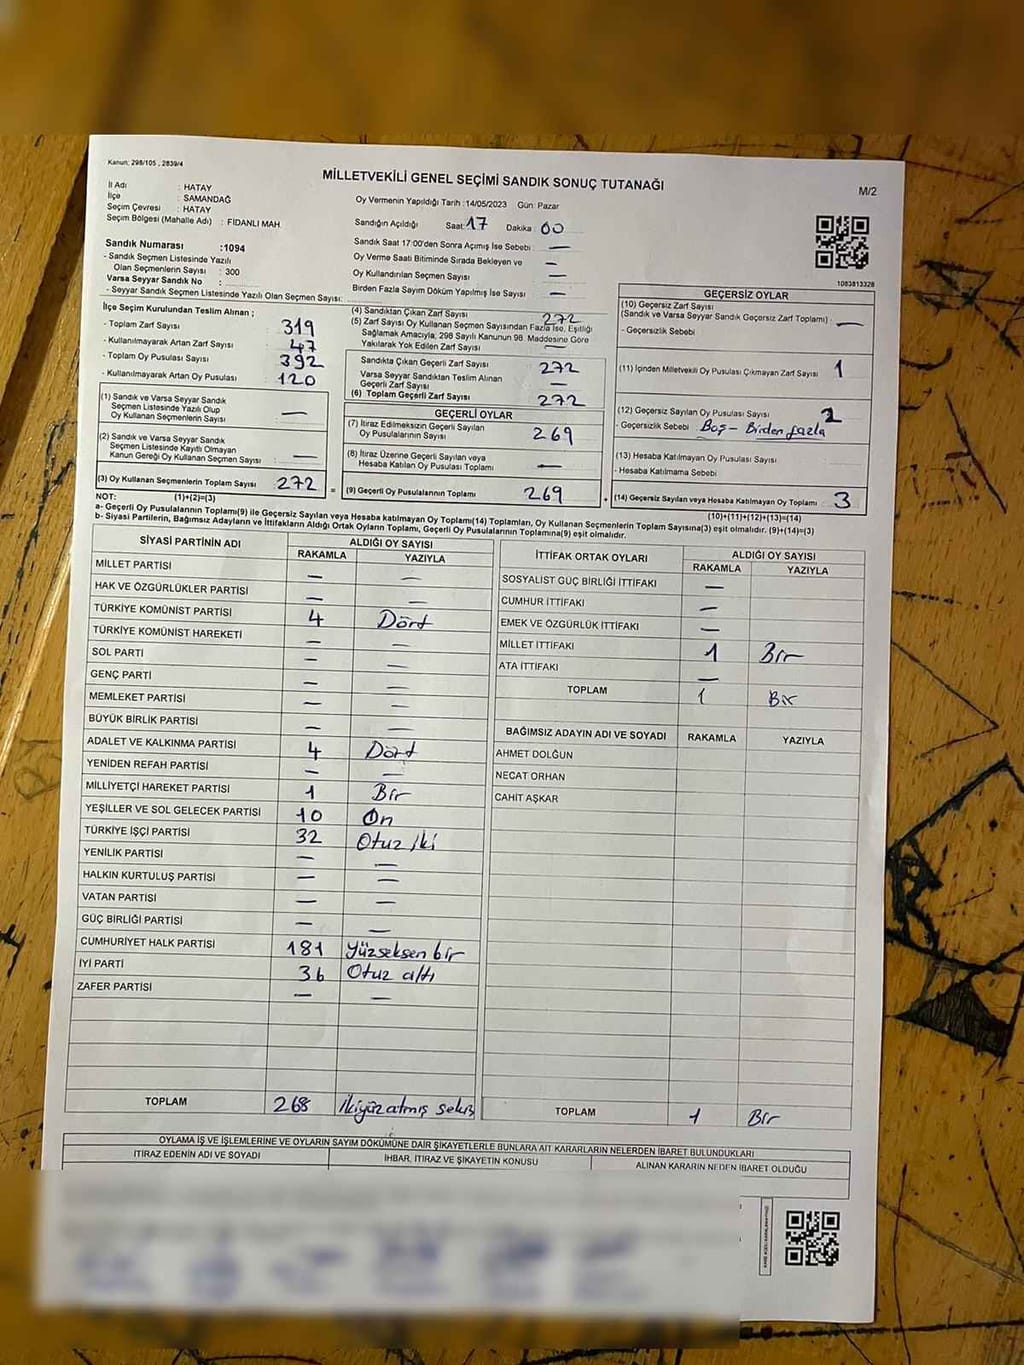 Kanun; 298/105 , 2839/4
MİLLETVEKİLİ GENEL SEÇİMİ SANDIK SONUÇ TUTANAĞI
M/2
İl Adı : HATAY
İlçe : SAMANDAĞ
Seçim Çevresi : HATAY
Seçim Bölgesi (Mahalle Adı) : FİDANLI MAH.
Oy Vermenin Yapıldığı Tarih :14/05/2023 Gün: Pazar
Sandığın Açıldığı Saat: 17 Dakika 00
Sandık Numarası :1094
- Sandık Seçmen Listesinde Yazılı
Olan Seçmenlerin Sayısı : 300
Varsa Seyyar Sandık No :
- Seyyar Sandık Seçmen Listesinde Yazılı Olan Seçmen Sayısı:
Sandık Saat 17:00'den Sonra Açılmış İse Sebebi : —
Oy Verme Saati Bitiminde Sırada Bekleyen ve —
Oy Kullandırılan Seçmen Sayısı —
Birden Fazla Sayım Döküm Yapılmış İse Sayısı : —
1083813328
İlçe Seçim Kurulundan Teslim Alınan ;
- Toplam Zarf Sayısı : 319
- Kullanılmayarak Artan Zarf Sayısı : 47
- Toplam Oy Pusulası Sayısı : 392
- Kullanılmayarak Artan Oy Pusulası : 120
(1) Sandık ve Varsa Seyyar Sandık
Seçmen Listesinde Yazılı Olup
Oy Kullanan Seçmenlerin Sayısı : —
(2) Sandık ve Varsa Seyyar Sandık
Seçmen Listesinde Kayıtlı Olmayan
Kanun Gereği Oy Kullanan Seçmen Sayısı : —
(3) Oy Kullanan Seçmenlerin Toplam Sayısı : 272
(4) Sandıktan Çıkan Zarf Sayısı : 272
(5) Zarf Sayısı Oy Kullanan Seçmen Sayısından Fazla İse, Eşitliği
Sağlamak Amacıyla, 298 Sayılı Kanunun 98. Maddesine Göre
Yakılarak Yok Edilen Zarf Sayısı : —
Sandıkta Çıkan Geçerli Zarf Sayısı : 272
Varsa Seyyar Sandıktan Teslim Alınan
Geçerli Zarf Sayısı : —
(6) Toplam Geçerli Zarf Sayısı : 272
GEÇERLİ OYLAR
(7) İtiraz Edilmeksizin Geçerli Sayılan
Oy Pusulalarının Sayısı : 269
(8) İtiraz Üzerine Geçerli Sayılan veya
Hesaba Katılan Oy Pusulası Toplamı : —
= (9) Geçerli Oy Pusulalarının Toplamı : 269
GEÇERSİZ OYLAR
(10) Geçersiz Zarf Sayısı
(Sandık ve Varsa Seyyar Sandık Geçersiz Zarf Toplamı) : —
- Geçersizlik Sebebi :
(11) İçinden Milletvekili Oy Pusulası Çıkmayan Zarf Sayısı : 1
(12) Geçersiz Sayılan Oy Pusulası Sayısı : 2
- Geçersizlik Sebebi : Boş - Birden fazla
(13) Hesaba Katılmayan Oy Pusulası Sayısı :
- Hesaba Katılmama Sebebi :
+ (14) Geçersiz Sayılan veya Hesaba Katılmayan Oy Toplamı : 3
NOT: (1)+(2)=(3)
(10)+(11)+(12)+(13)=(14)
a- Geçerli Oy Pusulalarının Toplamı(9) ile Geçersiz Sayılan veya Hesaba katılmayan Oy Toplamı(14) Toplamları, Oy Kullanan Seçmenlerin Toplam Sayısına(3) eşit olmalıdır. (9)+(14)=(3)
b- Siyasi Partilerin, Bağımsız Adayların ve İttifakların Aldığı Ortak Oyların Toplamı, Geçerli Oy Pusulalarının Toplamına(9) eşit olmalıdır.
SİYASİ PARTİNİN ADI ALDIĞI OY SAYISI
RAKAMLA YAZIYLA
MİLLET PARTİSİ — —
HAK VE ÖZGÜRLÜKLER PARTİSİ — —
TÜRKİYE KOMÜNİST PARTİSİ 4 Dört
TÜRKİYE KOMÜNİST HAREKETİ — —
SOL PARTİ — —
GENÇ PARTİ — —
MEMLEKET PARTİSİ — —
BÜYÜK BİRLİK PARTİSİ — —
ADALET VE KALKINMA PARTİSİ 4 Dört
YENİDEN REFAH PARTİSİ — —
MİLLİYETÇİ HAREKET PARTİSİ 1 Bir
YEŞİLLER VE SOL GELECEK PARTİSİ 10 On
TÜRKİYE İŞÇİ PARTİSİ 32 Otuz iki
YENİLİK PARTİSİ — —
HALKIN KURTULUŞ PARTİSİ — —
VATAN PARTİSİ — —
GÜÇ BİRLİĞİ PARTİSİ — —
CUMHURİYET HALK PARTİSİ 181 Yüzseksen bir
İYİ PARTİ 36 Otuz altı
ZAFER PARTİSİ — —
TOPLAM 268 İkiyüz atmış sekiz
İTTİFAK ORTAK OYLARI ALDIĞI OY SAYISI
RAKAMLA YAZIYLA
SOSYALİST GÜÇ BİRLİĞİ İTTİFAKI —
CUMHUR İTTİFAKI —
EMEK VE ÖZGÜRLÜK İTTİFAKI —
MİLLET İTTİFAKI 1 Bir
ATA İTTİFAKI —
TOPLAM 1 Bir
BAĞIMSIZ ADAYIN ADI VE SOYADI RAKAMLA YAZIYLA
AHMET DOLĞUN
NECAT ORHAN
CAHİT AŞKAR
TOPLAM 1 Bir
OYLAMA İŞ VE İŞLEMLERİNE VE OYLARIN SAYIM DÖKÜMÜNE DAİR ŞİKAYETLERLE BUNLARA AİT KARARLARIN NELERDEN İBARET BULUNDUKLARI
İTİRAZ EDENİN ADI VE SOYADI İHBAR, İTİRAZ VE ŞİKAYETİN KONUSU ALINAN KARARIN NEDEN İBARET OLDUĞU